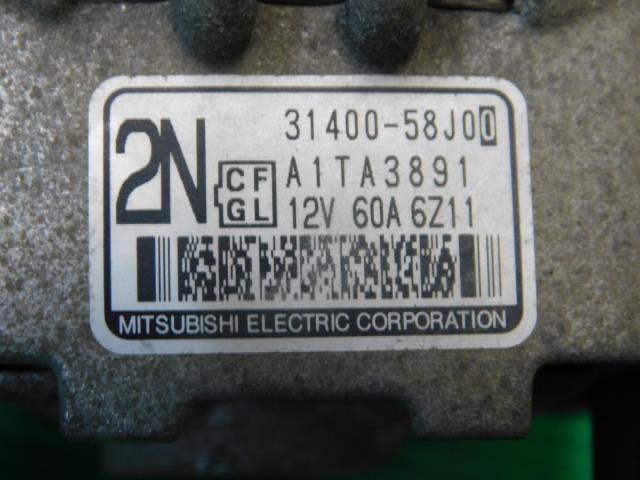 2N
31400-58J00
CF
GL
A1TA3891
12V 60A 6Z11
MITSUBISHI ELECTRIC CORPORATION